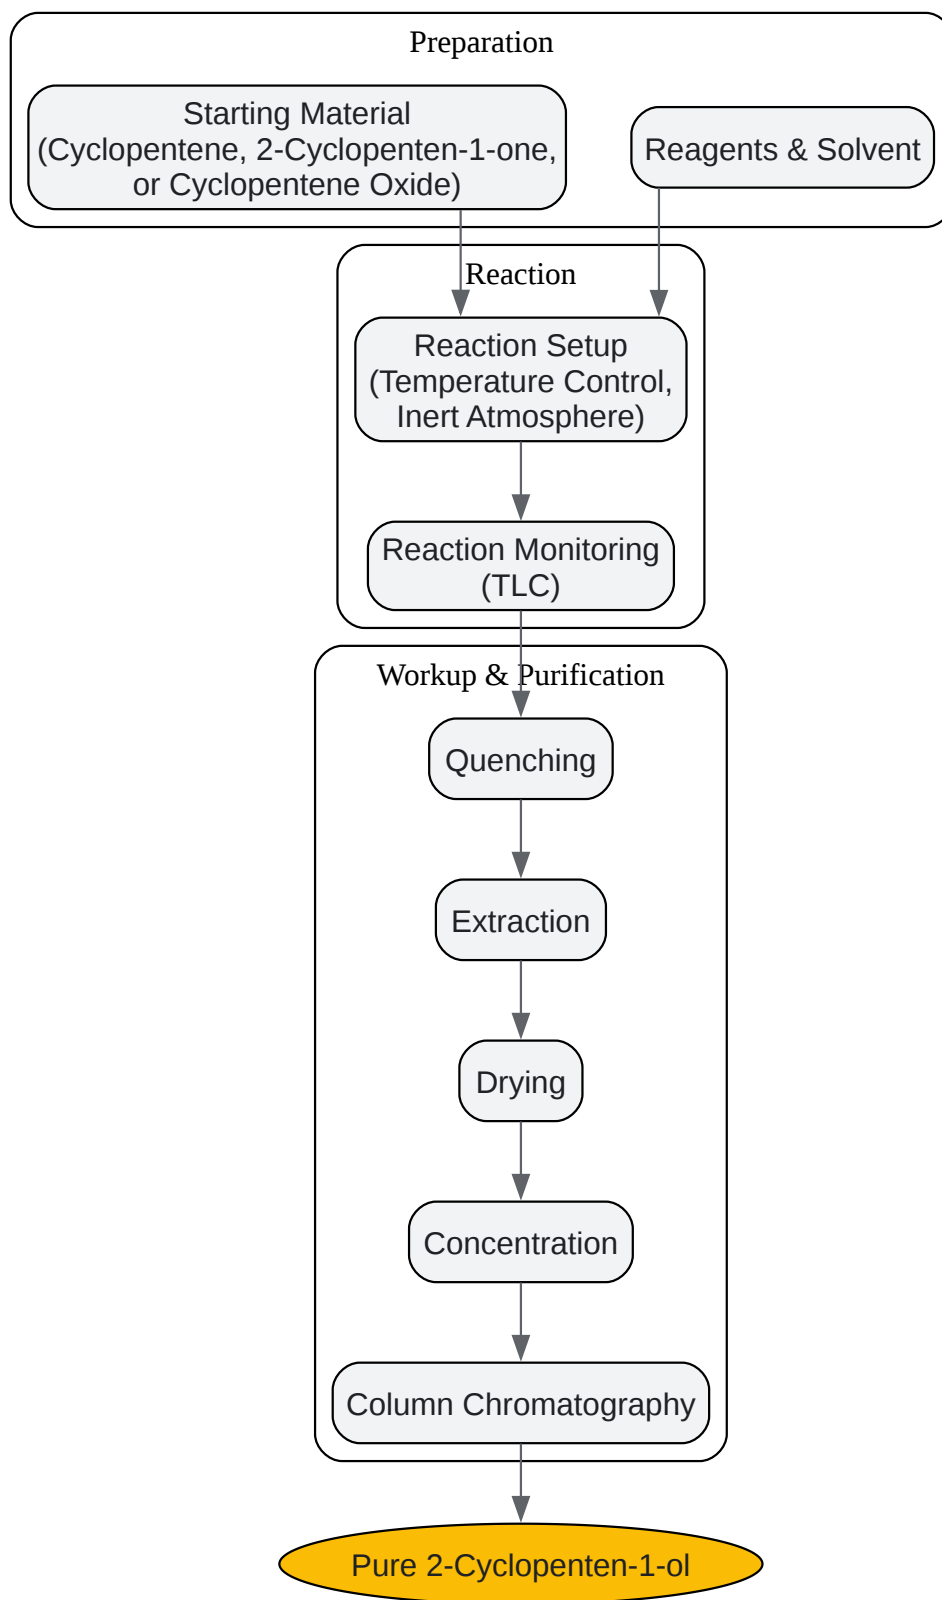 Preparation
Starting Material
(Cyclopentene, 2-Cyclopenten-1-one,
or Cyclopentene Oxide)
Reagents & Solvent
Reaction
Reaction Setup
(Temperature Control,
Inert Atmosphere)
Reaction Monitoring
(TLC)
Workup & Purification
Quenching
Extraction
Drying
Concentration
Column Chromatography
Pure 2-Cyclopenten-1-ol